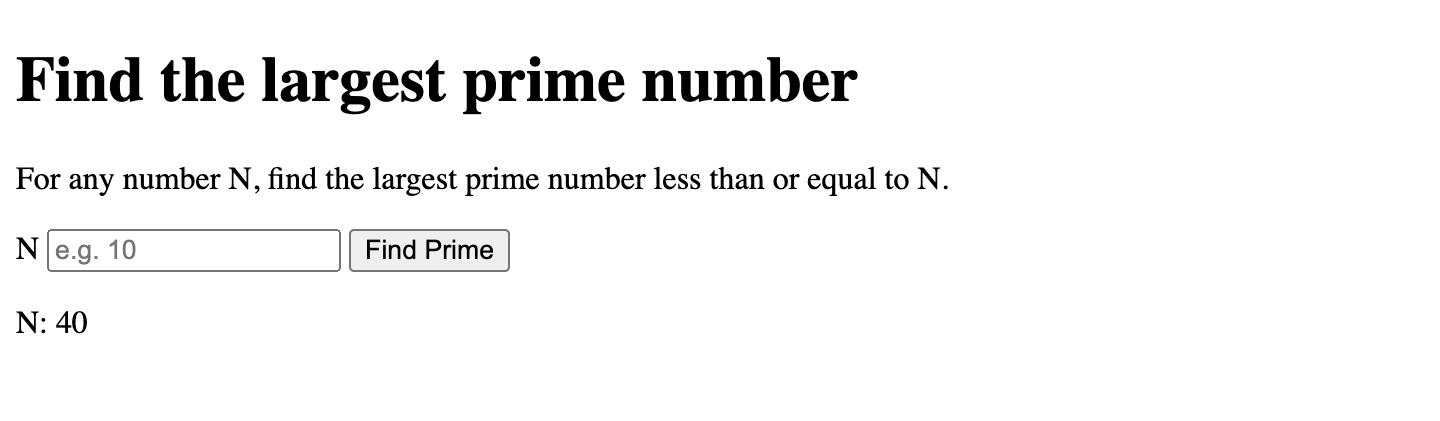 Find the largest prime number
For any number N, find the largest prime number less than or equal to N.
N e.g. 10 Find Prime
N: 40